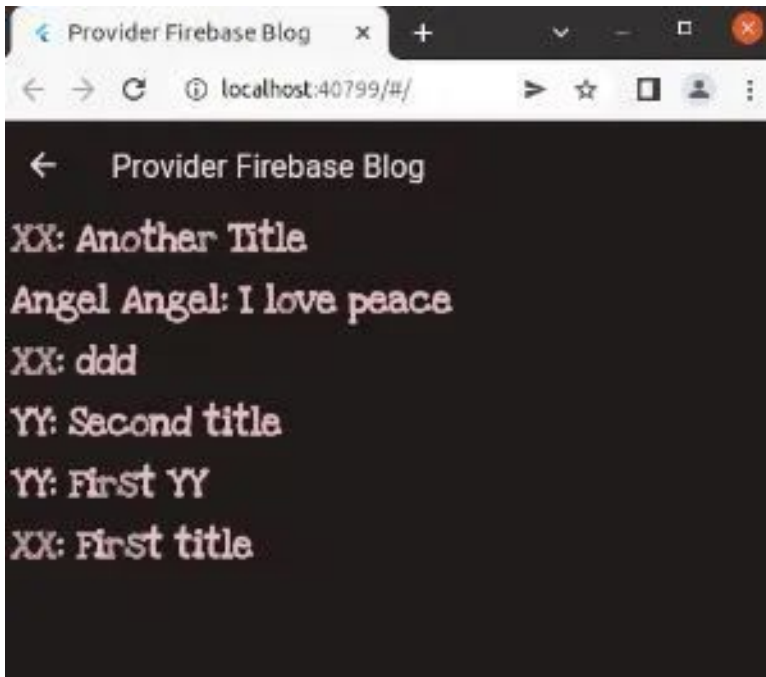 Provider Firebase Blog
localhost:40799/#/
Provider Firebase Blog
XX: Another Title
Angel Angel: I love peace
XX: ddd
YY: Second title
YY: First YY
XX: First title